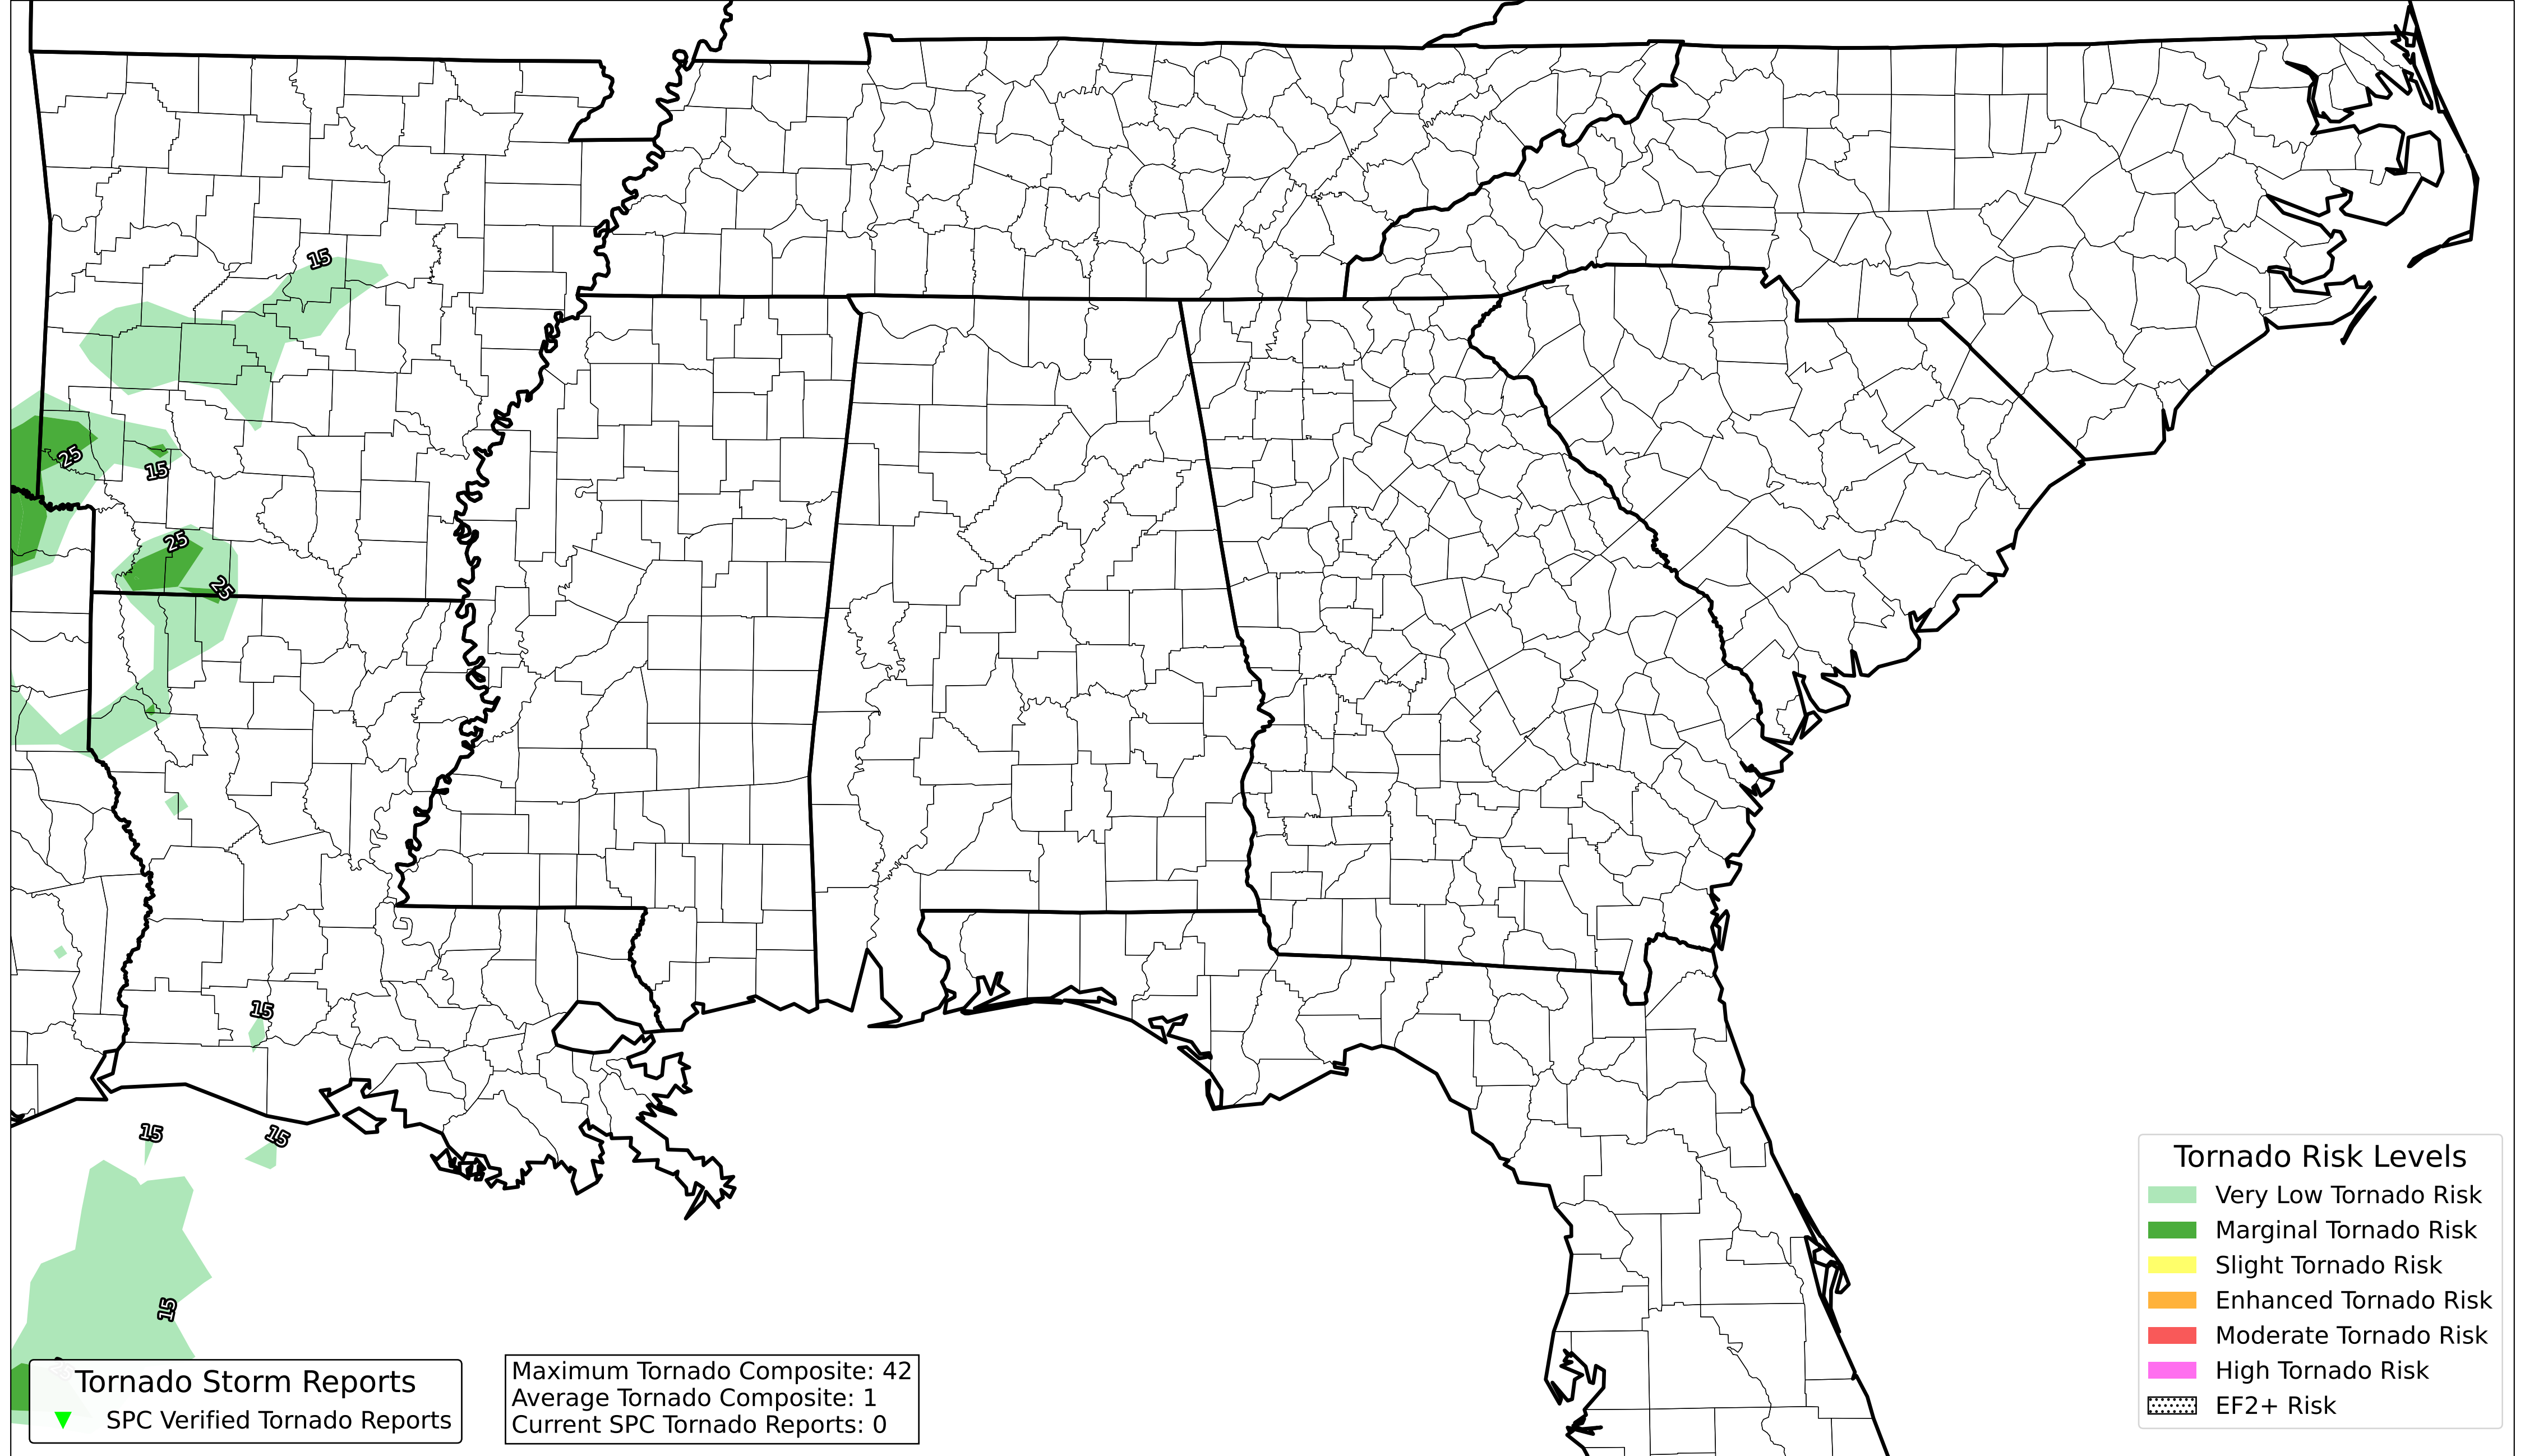 15
25
15
25
25
15
15
15
15
Tornado Risk Levels
Very Low Tornado Risk
Marginal Tornado Risk
Slight Tornado Risk
Enhanced Tornado Risk
Moderate Tornado Risk
High Tornado Risk
EF2+ Risk
Tornado Storm Reports
SPC Verified Tornado Reports
Maximum Tornado Composite: 42
Average Tornado Composite: 1
Current SPC Tornado Reports: 0